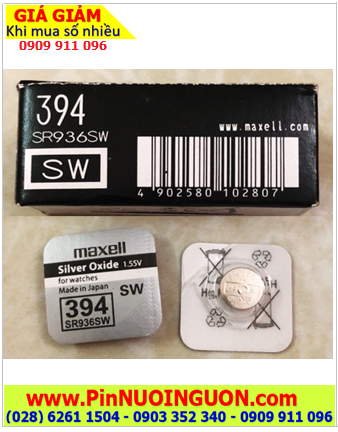 GIÁ GIẢM
Khi mua số nhiều
0909 911 096
394
SR936SW
SW
www.maxell.com
4 902580 102807
maxell
Silver Oxide 1.55V
for watches
Made in Japan
SW
394
SR936SW
www.PinNUOINGUON.com
(028) 6261 1504 - 0903 352 340 - 0909 911 096